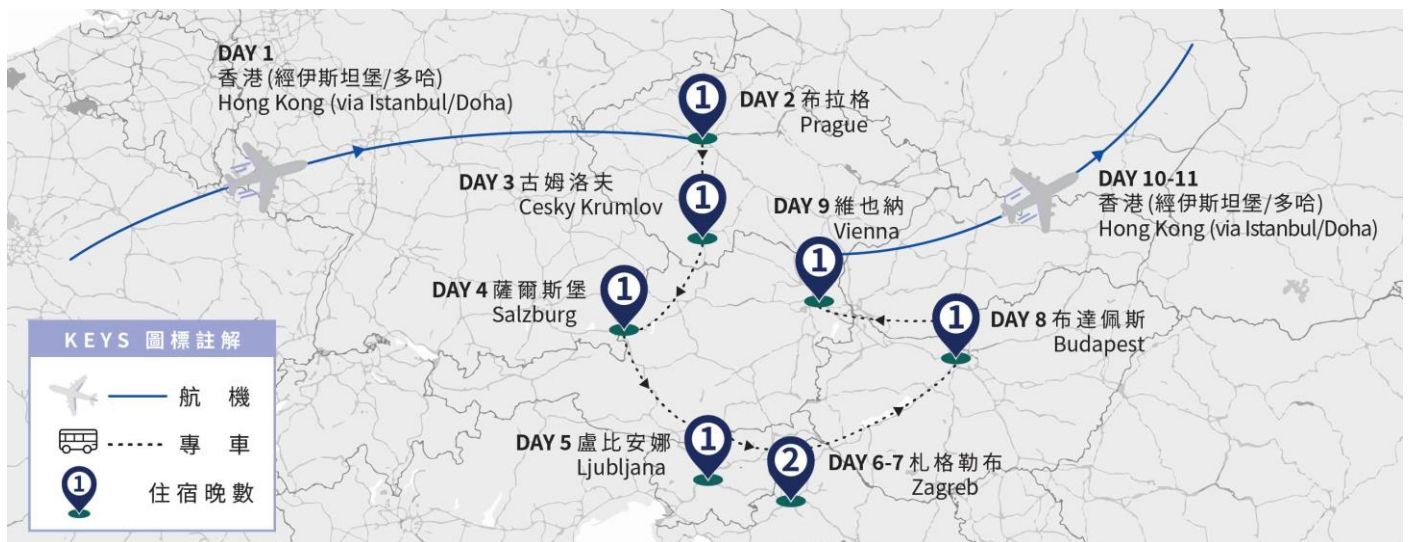 DAY 1
香港(經伊斯坦堡/多哈)
Hong Kong (via Istanbul/Doha)
1
DAY 2 布拉格
Prague
DAY 3 古姆洛夫
Cesky Krumlov
1
DAY 9 維也納
Vienna
1
DAY 10-11
香港(經伊斯坦堡/多哈)
Hong Kong (via Istanbul/Doha)
DAY 4 薩爾斯堡
Salzburg
1
1
DAY 8 布達佩斯
Budapest
DAY 5 盧比安娜
Ljubljana
1
2
DAY 6-7 札格勒布
Zagreb
KEYS 圖標註解
航機
專車
1
住宿晚數